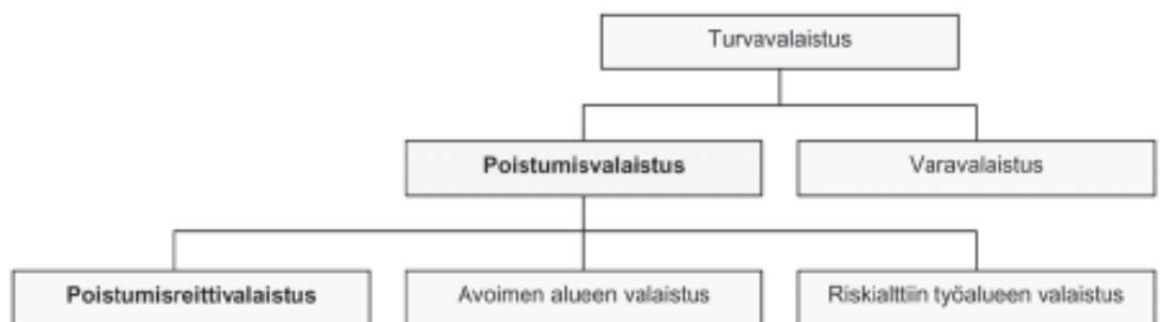 Turvavalaistus
Poistumisvalaistus
Varavalaistus
Poistumisreittivalaistus
Avoimen alueen valaistus
Riskialttiin työalueen valaistus